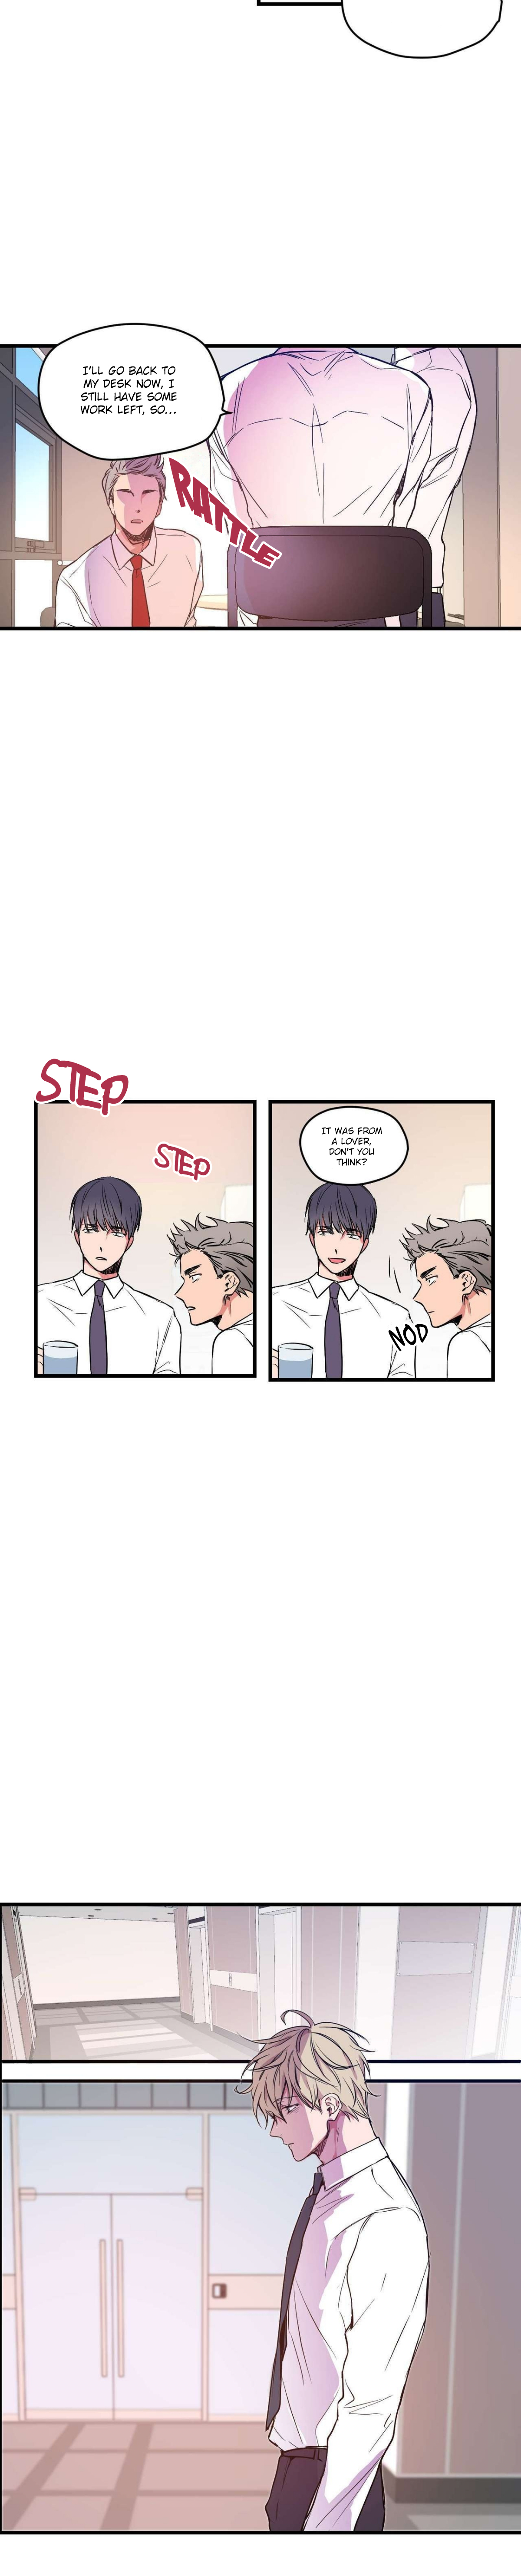 I'LL GO BACK TO
MY DESK NOW, I
STILL HAVE SOME
WORK LEFT, SO...
RATTLE
STEP
STEP
IT WAS FROM
A LOVER,
DON'T YOU
THINK?
NOD